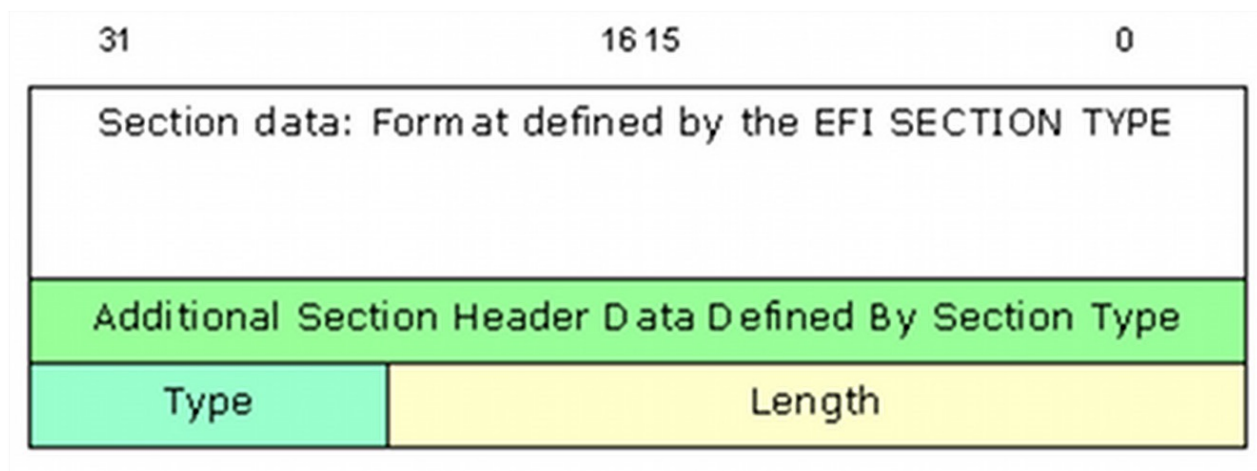 31 16 15 0
Section data: Format defined by the EFI SECTION TYPE
Additional Section Header Data Defined By Section Type
Type Length